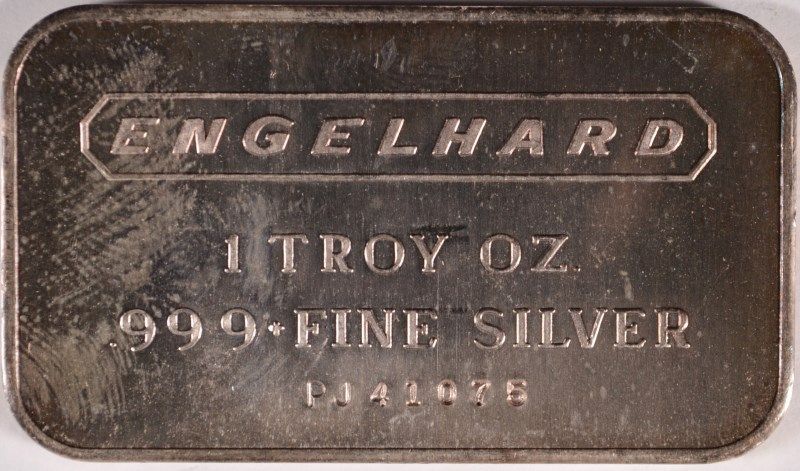 ENGELHARD
1 TROY OZ.
.999+FINE SILVER
PJ41075